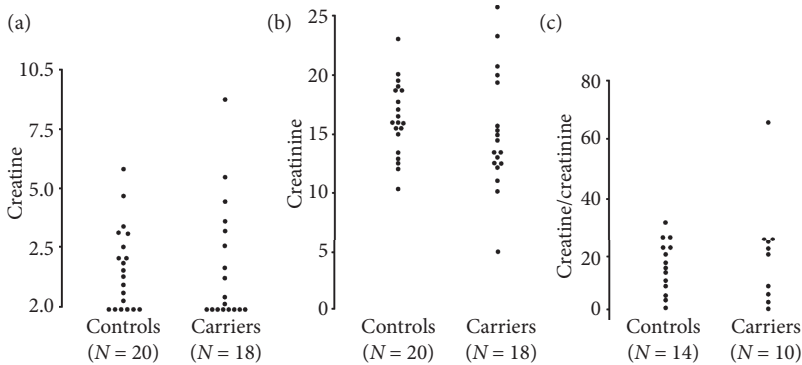 (a)
Creatine
10.5
7.5
5.0
2.5
2.0
Controls
(N = 20)
Carriers
(N = 18)
(b)
Creatinine
25
20
15
10
5
0
Controls
(N = 20)
Carriers
(N = 18)
(c)
Creatine/creatinine
80
60
40
20
0
Controls
(N = 14)
Carriers
(N = 10)